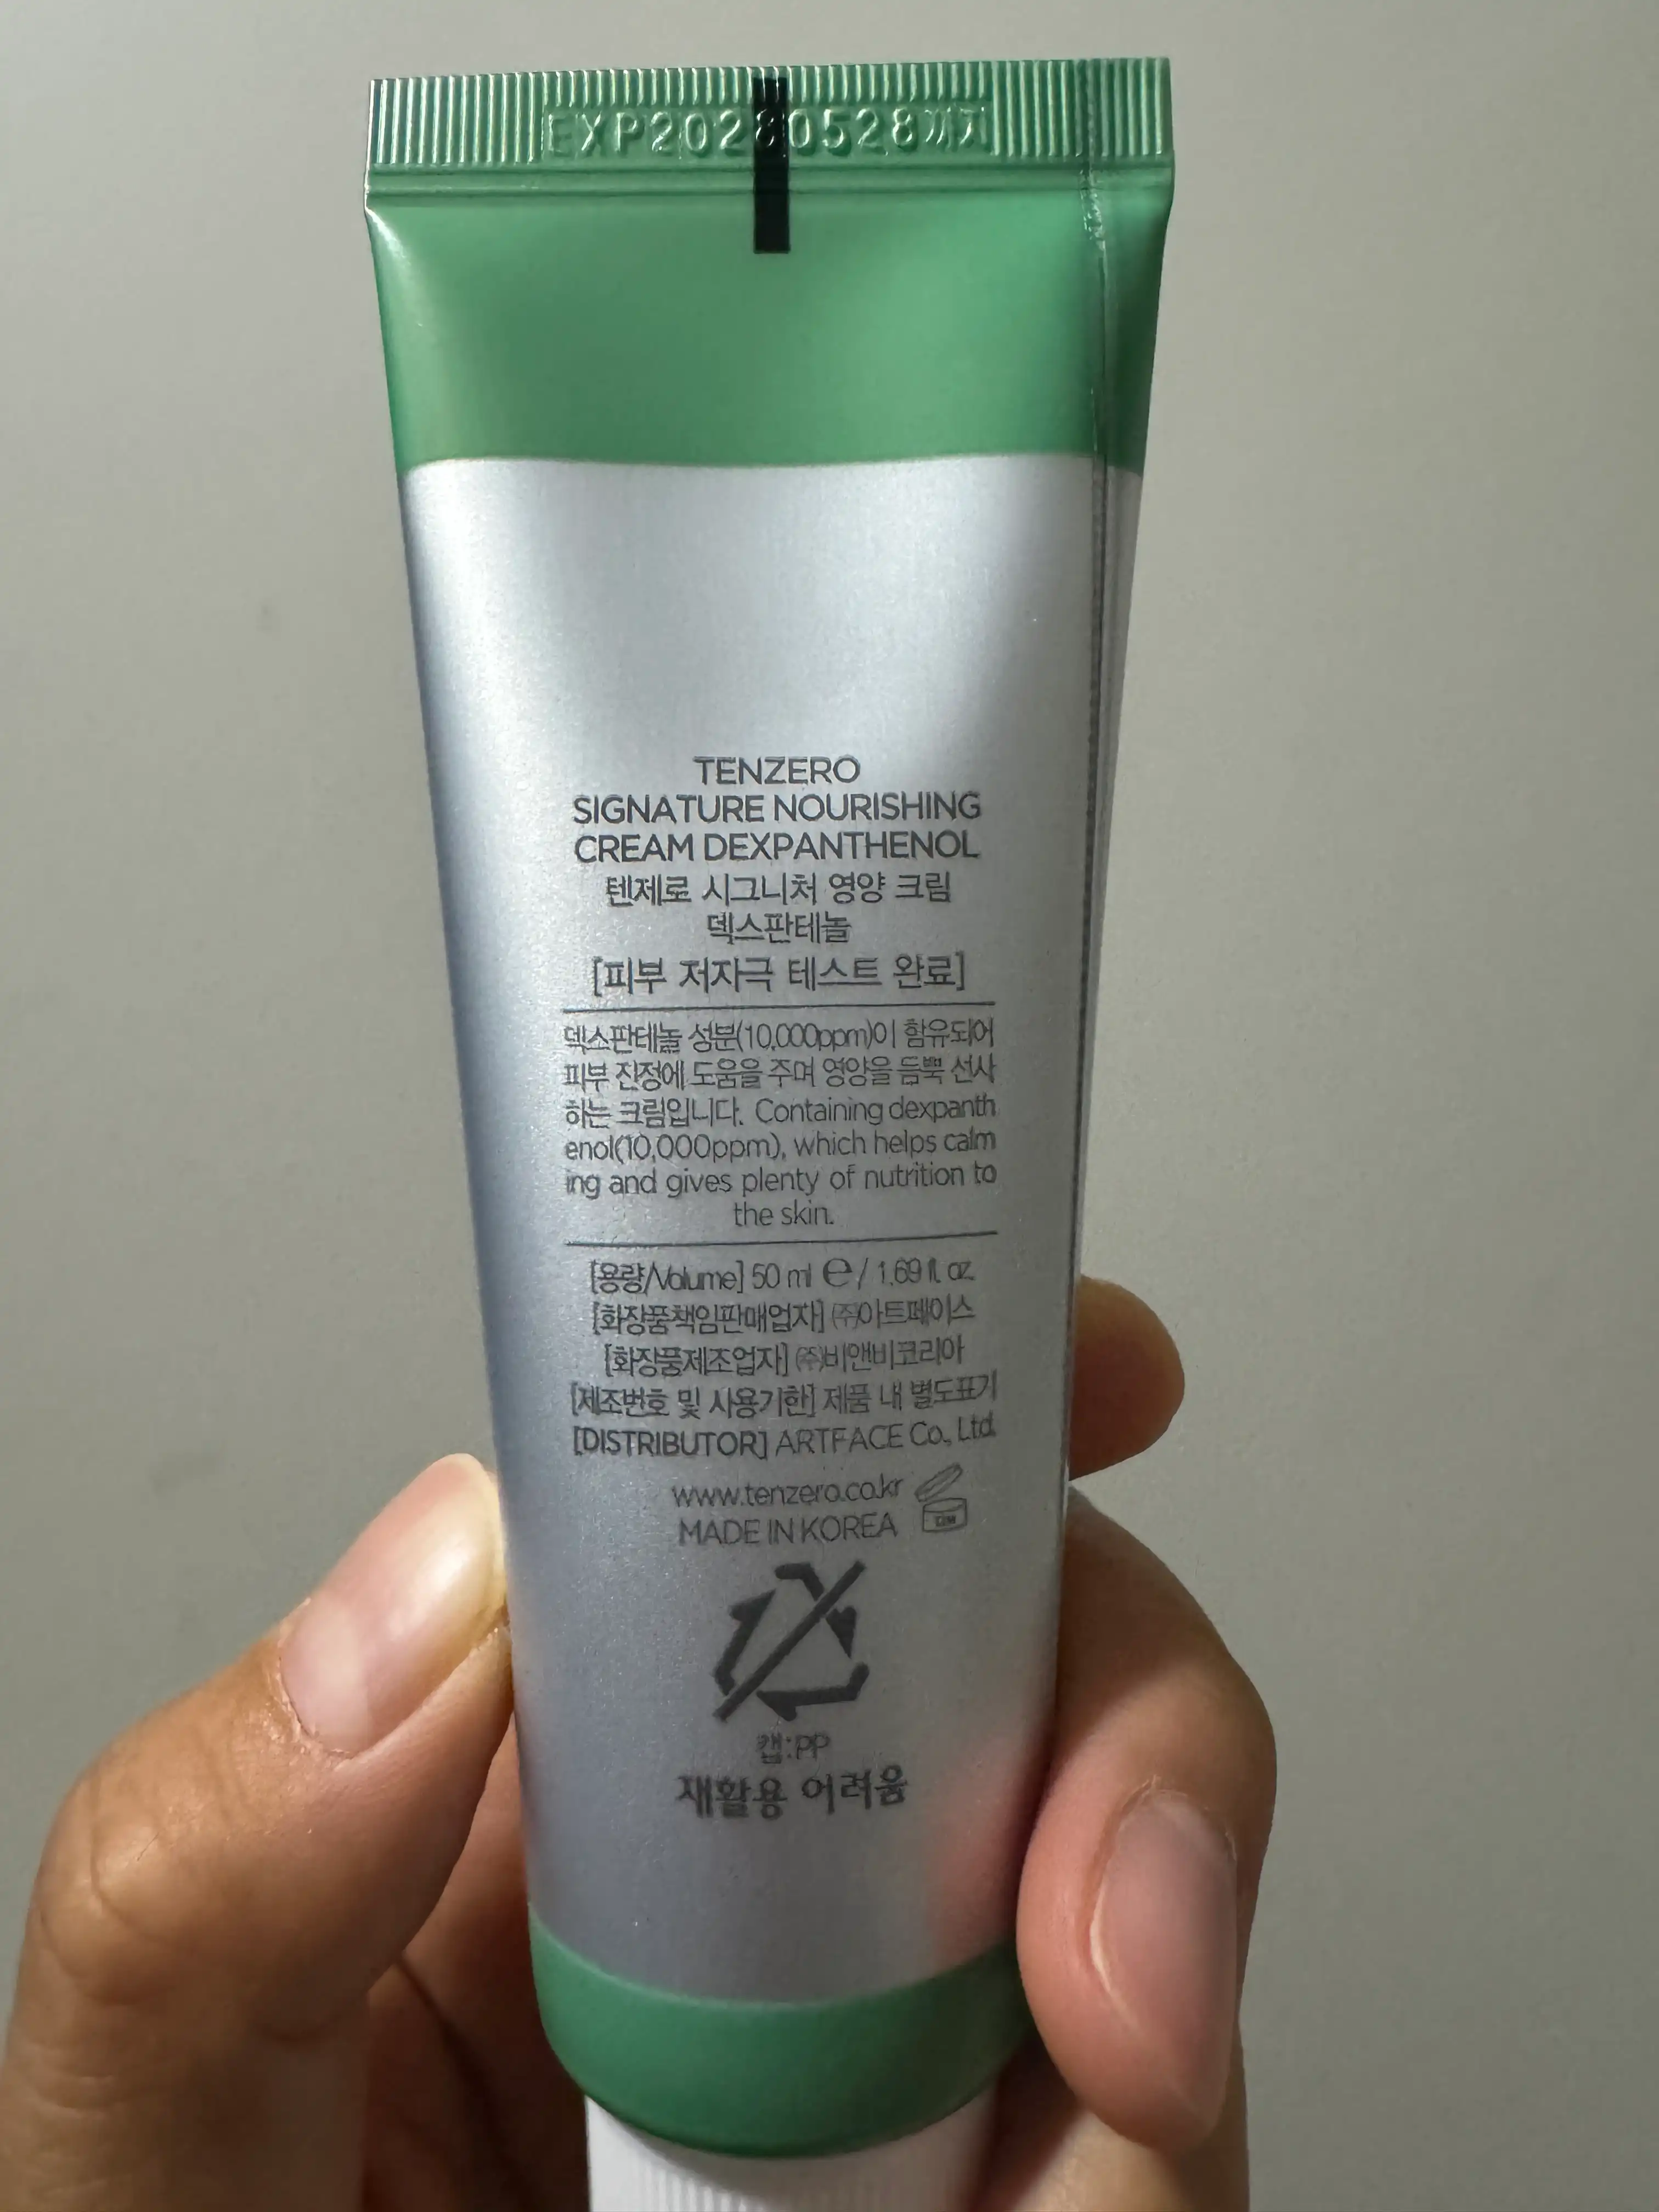 EXP20280528까지
TENZERO
SIGNATURE NOURISHING
CREAM DEXPANTHENOL
텐제로 시그니처 영양 크림
덱스판테놀
[피부 저자극 테스트 완료]
덱스판테놀 성분(10,000ppm)이 함유되어
피부 진정에 도움을 주며 영양을 듬뿍 선사
하는 크림입니다. Containing dexpanth
enol(10,000ppm), which helps calm
ing and gives plenty of nutrition to
the skin.
[용량/Volume] 50 ml ℮ / 1.69 fl. oz.
[화장품책임판매업자] ㈜아트페이스
[화장품제조업자] ㈜비앤비코리아
[제조번호 및 사용기한] 제품 내 별도표기
[DISTRIBUTOR] ARTFACE Co., Ltd.
www.tenzero.co.kr
MADE IN KOREA
캡:PP
재활용 어려움